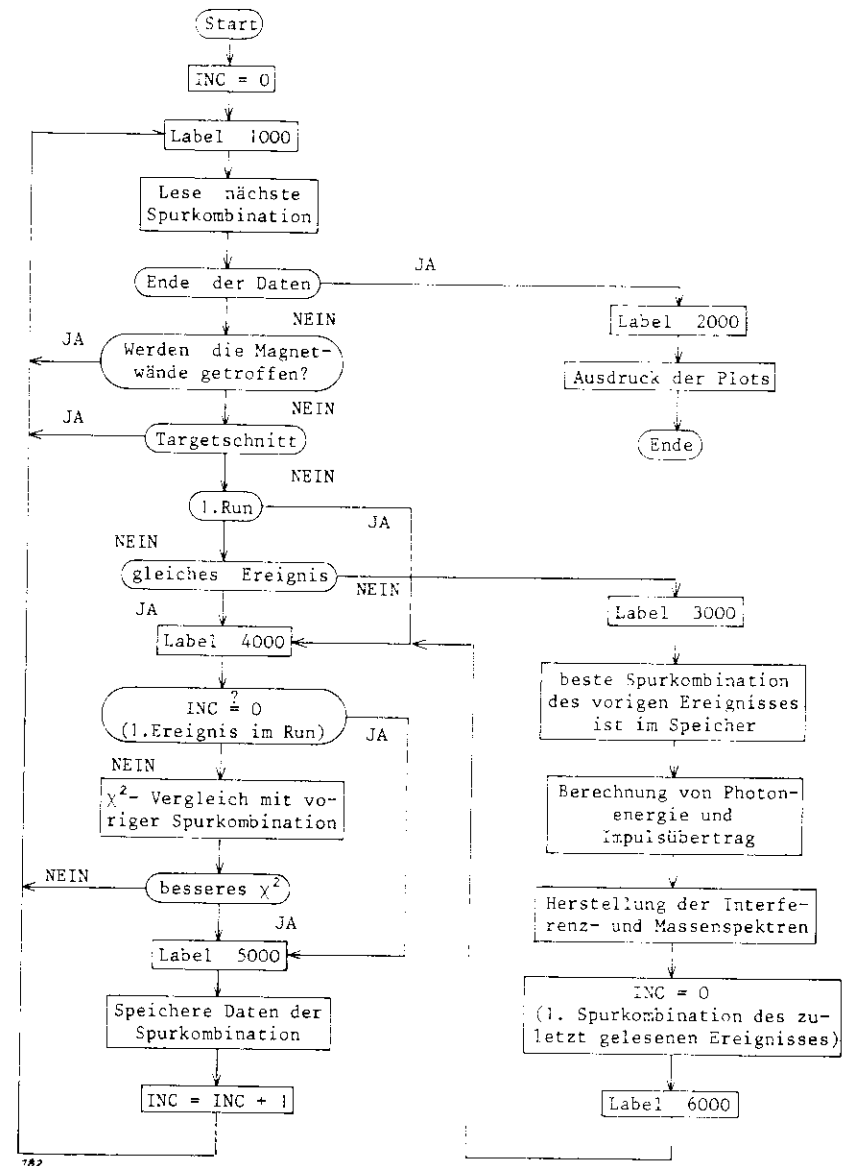 Start
INC = 0
Label 1000
Lese nächste
Spurkombination
Ende der Daten
JA
NEIN
Label 2000
Ausdruck der Plots
Ende
JA
Werden die Magnet-
wände getroffen?
NEIN
JA
Targetschnitt
NEIN
1.Run
JA
NEIN
gleiches Ereignis
NEIN
JA
Label 4000
INC ≟ 0
(1.Ereignis im Run)
JA
NEIN
χ²- Vergleich mit vo-
riger Spurkombination
NEIN
besseres χ²
JA
Label 5000
Speichere Daten der
Spurkombination
INC = INC + 1
Label 3000
beste Spurkombination
des vorigen Ereignisses
ist im Speicher
Berechnung von Photon-
energie und
Impulsübertrag
Herstellung der Interfe-
renz- und Massenspektren
INC = 0
(1. Spurkombination des zu-
letzt gelesenen Ereignisses)
Label 6000
782